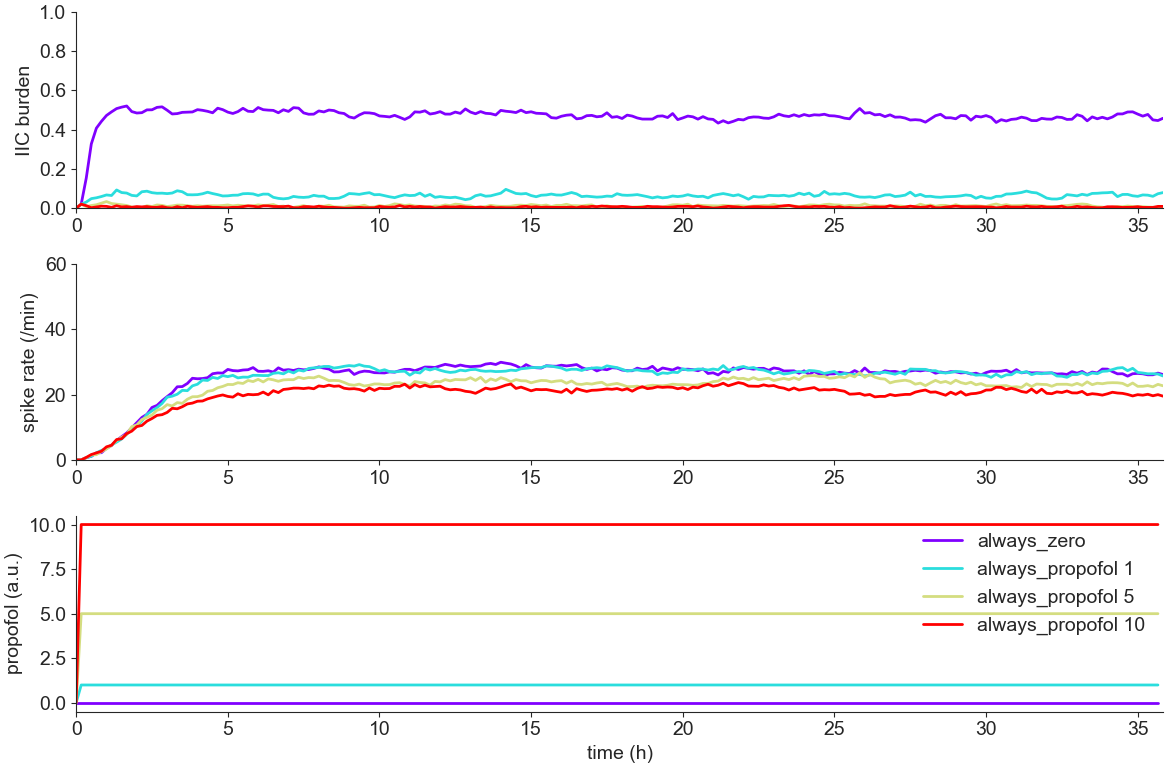 1.0
0.8
0.6
0.4
0.2
0.0
IIC burden
0 5 10 15 20 25 30 35
60
40
20
0
spike rate (/min)
0 5 10 15 20 25 30 35
10.0
7.5
5.0
2.5
0.0
propofol (a.u.)
always_zero
always_propofol 1
always_propofol 5
always_propofol 10
0 5 10 15 20 25 30 35
time (h)